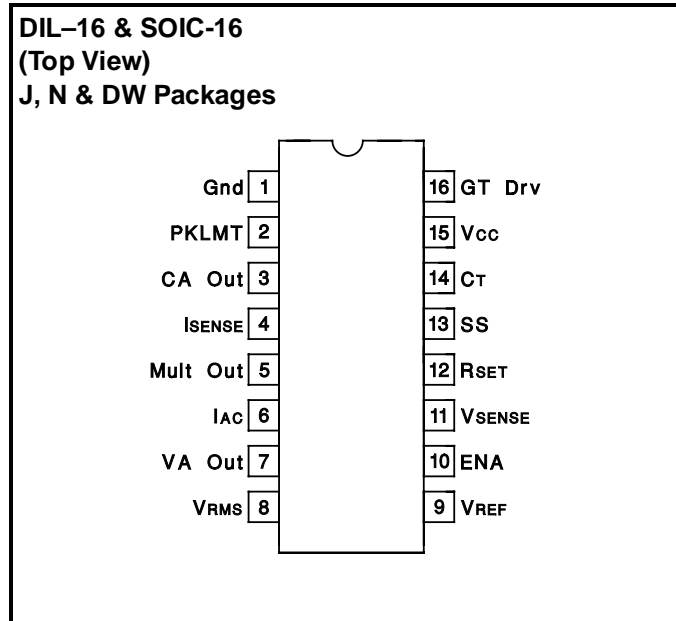 DIL–16 & SOIC-16
(Top View)
J, N & DW Packages
Gnd 1
16 GT Drv
PKLMT 2
15 VCC
CA Out 3
14 CT
ISENSE 4
13 SS
Mult Out 5
12 RSET
IAC 6
11 VSENSE
VA Out 7
10 ENA
VRMS 8
9 VREF